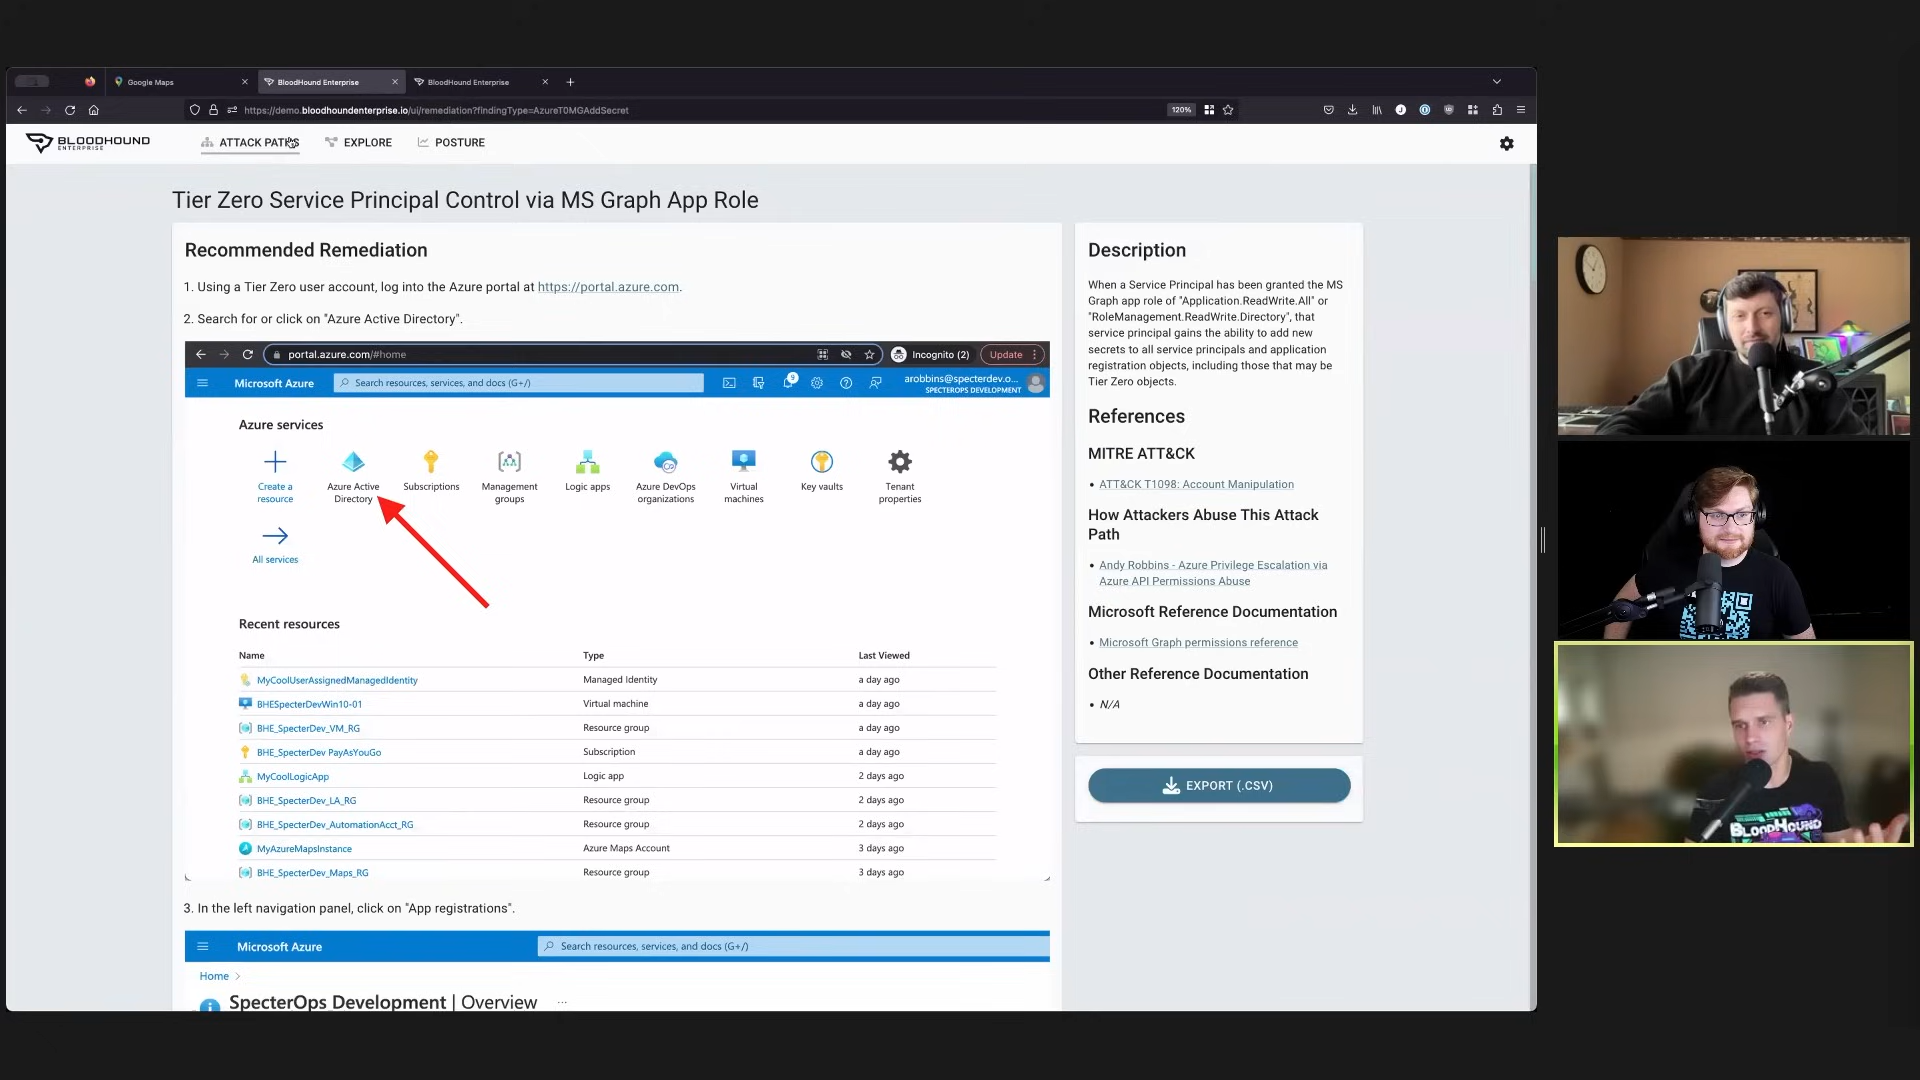 Google Maps
BloodHound Enterprise
BloodHound Enterprise
https://demo.bloodhoundenterprise.io/ui/remediation?findingType=AzureT0MGAddSecret
120%
BLOODHOUND
ENTERPRISE
ATTACK PATHS
EXPLORE
POSTURE
Tier Zero Service Principal Control via MS Graph App Role
Recommended Remediation
1. Using a Tier Zero user account, log into the Azure portal at https://portal.azure.com.
2. Search for or click on "Azure Active Directory".
portal.azure.com/#home
Incognito (2)
Update
Microsoft Azure
Search resources, services, and docs (G+/)
9
arobbins@specterdev.o...
SPECTEROPS DEVELOPMENT
Azure services
Create a
resource
Azure Active
Directory
Subscriptions
Management
groups
Logic apps
Azure DevOps
organizations
Virtual
machines
Key vaults
Tenant
properties
All services
Recent resources
Name Type Last Viewed
MyCoolUserAssignedManagedIdentity Managed Identity a day ago
BHESpecterDevWin10-01 Virtual machine a day ago
BHE_SpecterDev_VM_RG Resource group a day ago
BHE_SpecterDev PayAsYouGo Subscription a day ago
MyCoolLogicApp Logic app 2 days ago
BHE_SpecterDev_LA_RG Resource group 2 days ago
BHE_SpecterDev_AutomationAcct_RG Resource group 2 days ago
MyAzureMapsInstance Azure Maps Account 3 days ago
BHE_SpecterDev_Maps_RG Resource group 3 days ago
3. In the left navigation panel, click on "App registrations".
Microsoft Azure
Search resources, services, and docs (G+/)
Home >
SpecterOps Development | Overview ...
Description
When a Service Principal has been granted the MS
Graph app role of "Application.ReadWrite.All" or
"RoleManagement.ReadWrite.Directory", that
service principal gains the ability to add new
secrets to all service principals and application
registration objects, including those that may be
Tier Zero objects.
References
MITRE ATT&CK
• ATT&CK T1098: Account Manipulation
How Attackers Abuse This Attack
Path
• Andy Robbins - Azure Privilege Escalation via
Azure API Permissions Abuse
Microsoft Reference Documentation
• Microsoft Graph permissions reference
Other Reference Documentation
• N/A
EXPORT (.CSV)
BLOODHOUND